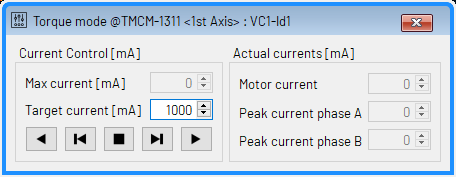 Torque mode @TMCM-1311 <1st Axis> : VC1-Id1
Current Control [mA]
Max current [mA] 0
Target current [mA] 1000
Actual currents [mA]
Motor current 0
Peak current phase A 0
Peak current phase B 0